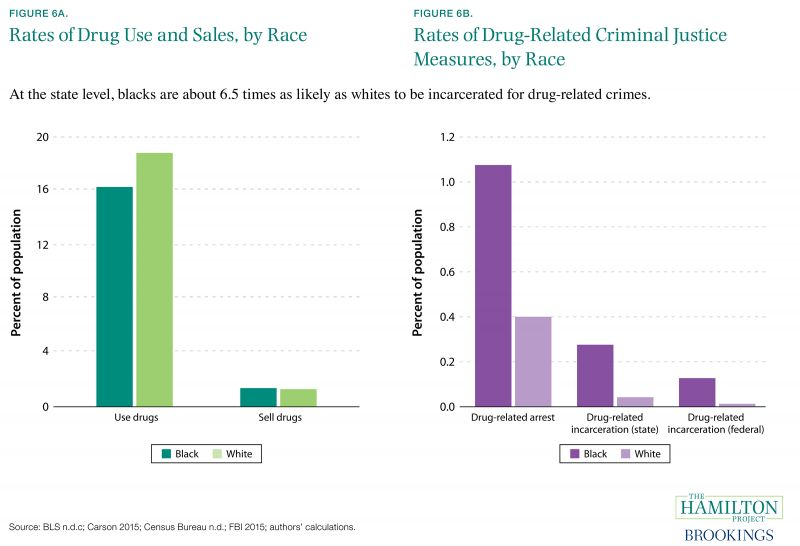 FIGURE 6A.
Rates of Drug Use and Sales, by Race
FIGURE 6B.
Rates of Drug-Related Criminal Justice
Measures, by Race
At the state level, blacks are about 6.5 times as likely as whites to be incarcerated for drug-related crimes.
Percent of population
20
16
12
8
4
0
Use drugs
Sell drugs
Black
White
Percent of population
1.2
1.0
0.8
0.6
0.4
0.2
0.0
Drug-related arrest
Drug-related
incarceration (state)
Drug-related
incarceration (federal)
Black
White
Source: BLS n.d.c; Carson 2015; Census Bureau n.d.; FBI 2015; authors' calculations.
THE
HAMILTON
PROJECT
BROOKINGS